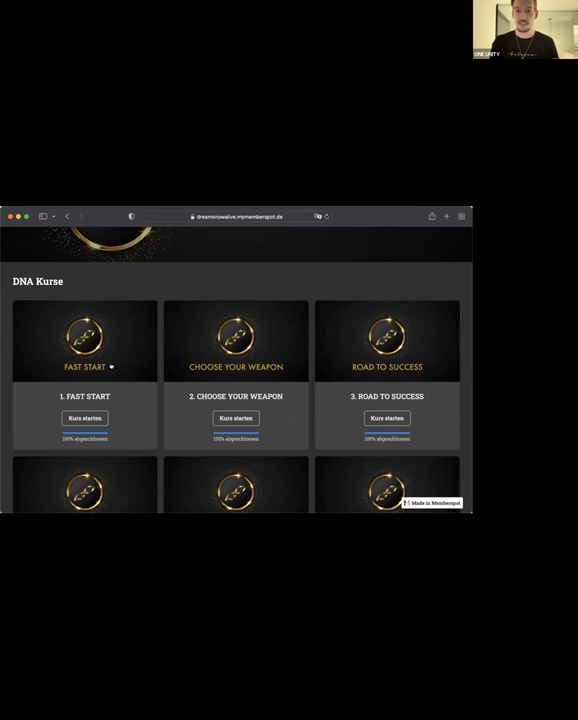 ONE UNITY
dreamsnowalive.mymemberspot.de
DNA Kurse
FAST START
CHOOSE YOUR WEAPON
ROAD TO SUCCESS
1. FAST START
2. CHOOSE YOUR WEAPON
3. ROAD TO SUCCESS
Kurs starten
Kurs starten
Kurs starten
100% abgeschlossen
100% abgeschlossen
100% abgeschlossen
Made in Memberspot